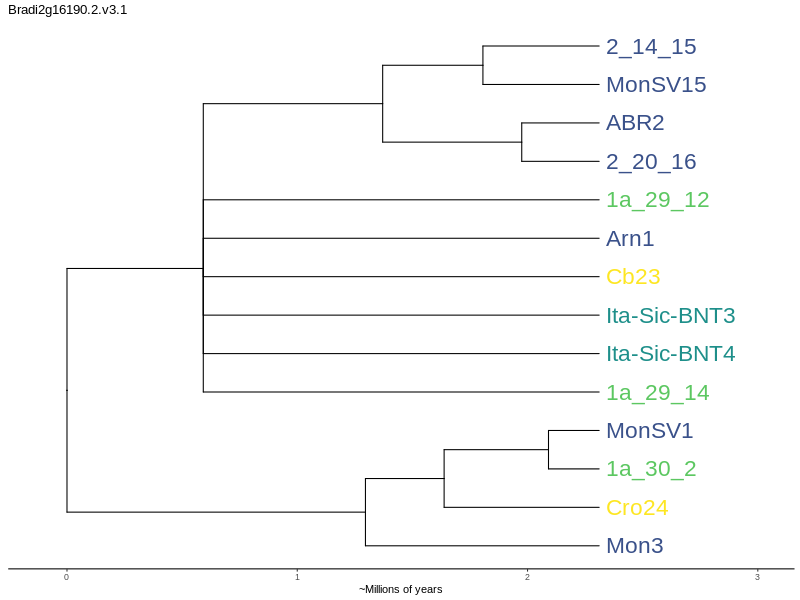 Bradi2g16190.2.v3.1
2_14_15
MonSV15
ABR2
2_20_16
1a_29_12
Arn1
Cb23
Ita-Sic-BNT3
Ita-Sic-BNT4
1a_29_14
MonSV1
1a_30_2
Cro24
Mon3
0 1 2 3
~Millions of years